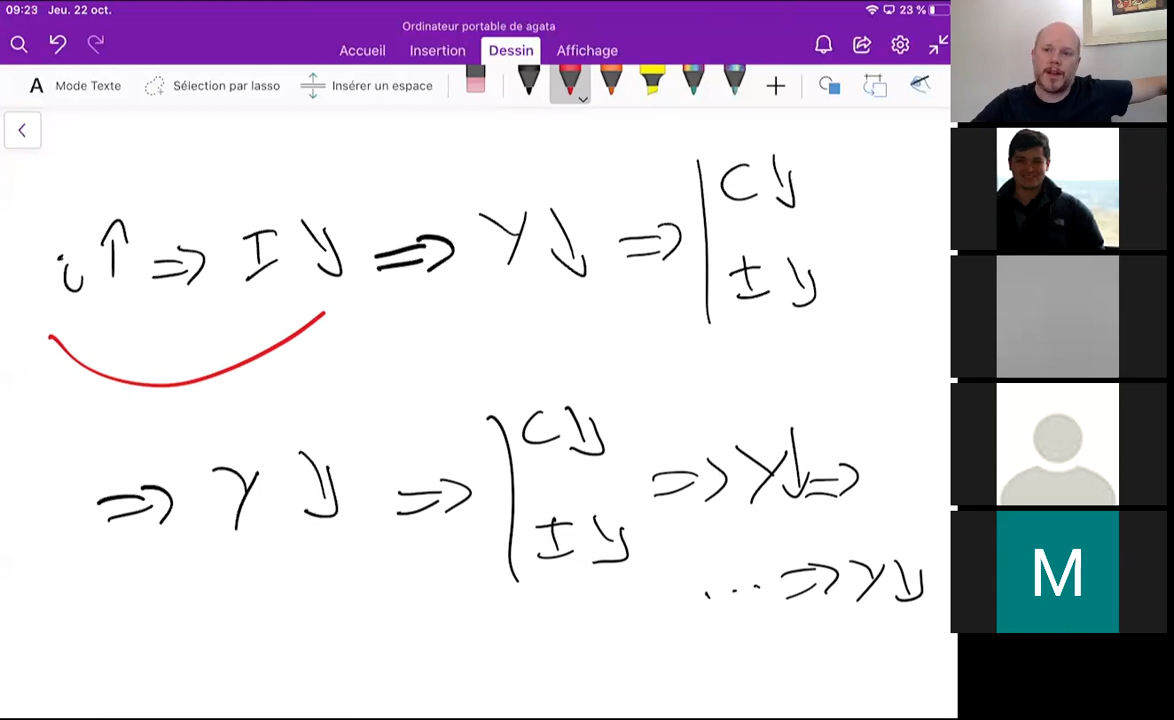 09:23 Jeu. 22 oct.
23 %
Ordinateur portable de agata
Accueil Insertion Dessin Affichage
A Mode Texte Sélection par lasso Insérer un espace
i ↑ ⇒ I ↘ ⇒ Y ↘ ⇒ | C ↘
I ↘
⇒ Y ↘ ⇒ | C ↘ ⇒ Y ↘ ⇒
I ↘
... ⇒ Y ↘
M